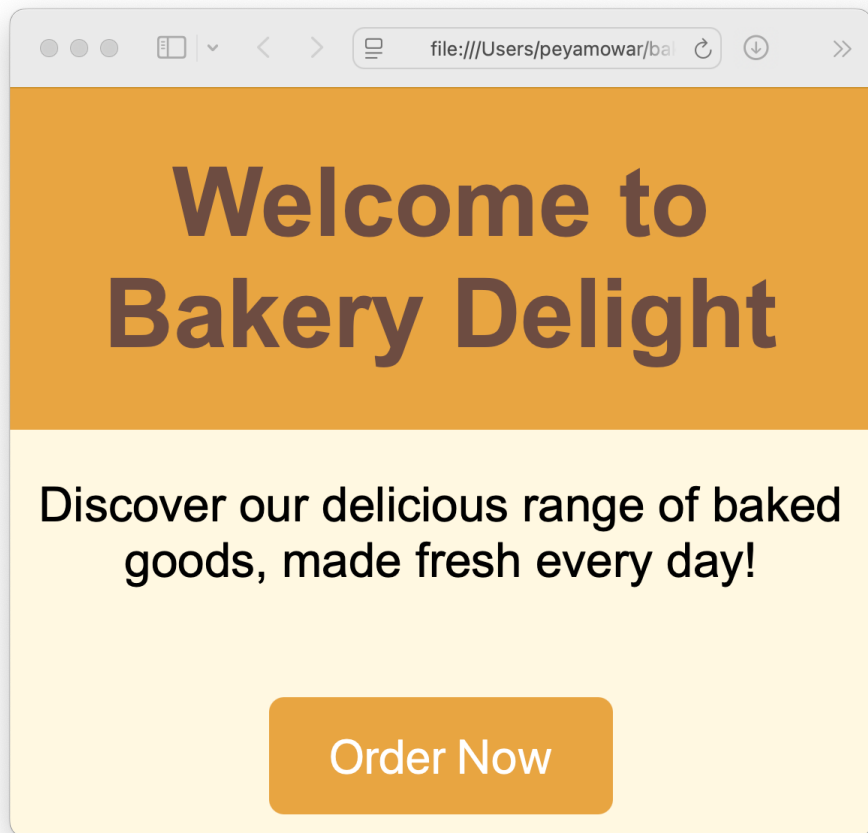 file:///Users/peyamowar/ba
Welcome to
Bakery Delight
Discover our delicious range of baked
goods, made fresh every day!
Order Now